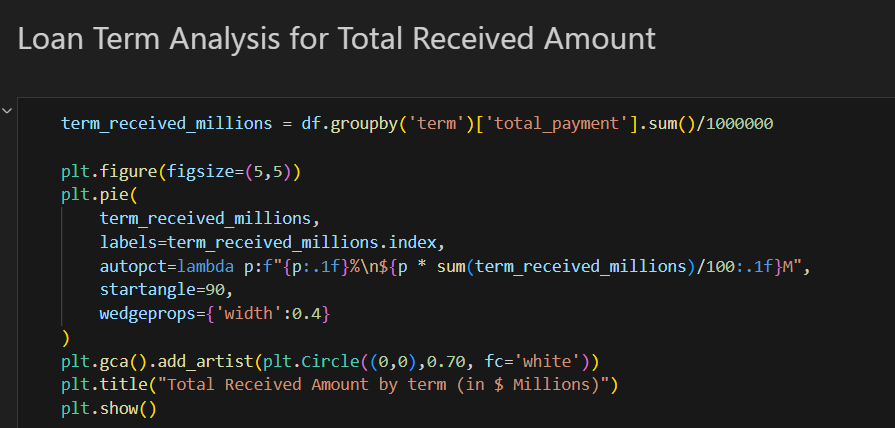 Loan Term Analysis for Total Received Amount
term_received_millions = df.groupby('term')['total_payment'].sum()/1000000
plt.figure(figsize=(5,5))
plt.pie(
    term_received_millions,
    labels=term_received_millions.index,
    autopct=lambda p:f"{p:.1f}%\n${p * sum(term_received_millions)/100:.1f}M",
    startangle=90,
    wedgeprops={'width':0.4}
)
plt.gca().add_artist(plt.Circle((0,0),0.70, fc='white'))
plt.title("Total Received Amount by term (in $ Millions)")
plt.show()